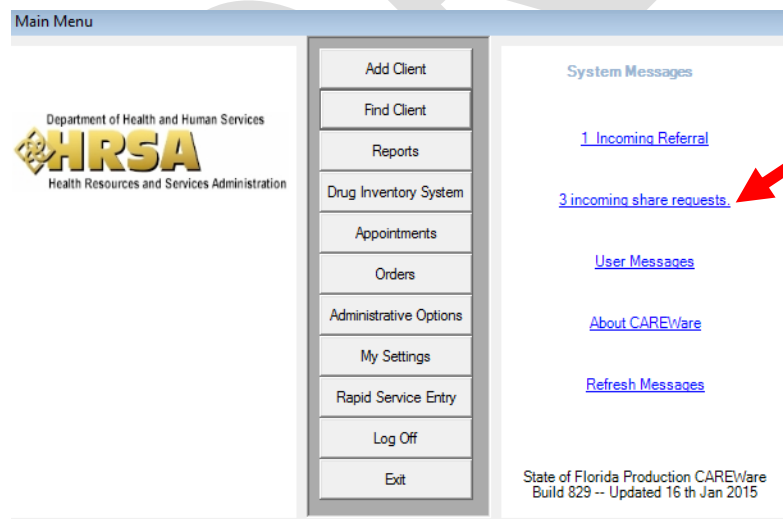 Main Menu
Department of Health and Human Services
HRSA
Health Resources and Services Administration
Add Client
Find Client
Reports
Drug Inventory System
Appointments
Orders
Administrative Options
My Settings
Rapid Service Entry
Log Off
Exit
System Messages
1 Incoming Referral
3 incoming share requests.
User Messages
About CAREWare
Refresh Messages
State of Florida Production CAREWare
Build 829 -- Updated 16 th Jan 2015